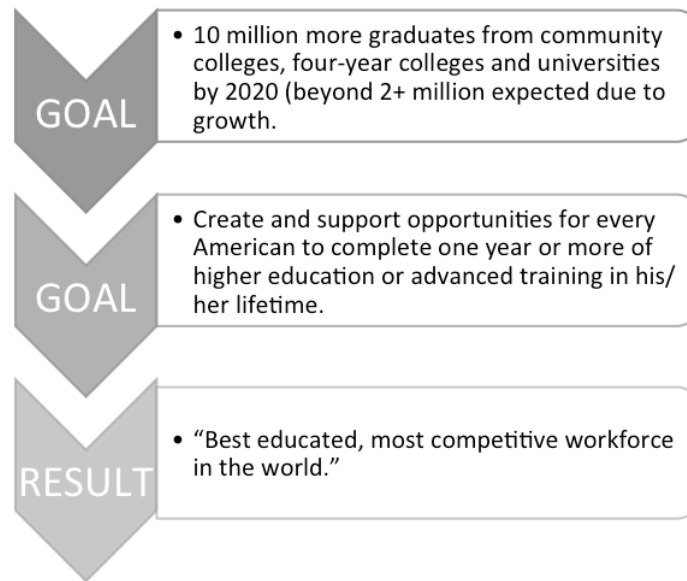 GOAL
• 10 million more graduates from community
colleges, four-year colleges and universities
by 2020 (beyond 2+ million expected due to
growth.
GOAL
• Create and support opportunities for every
American to complete one year or more of
higher education or advanced training in his/
her lifetime.
RESULT
• “Best educated, most competitive workforce
in the world.”